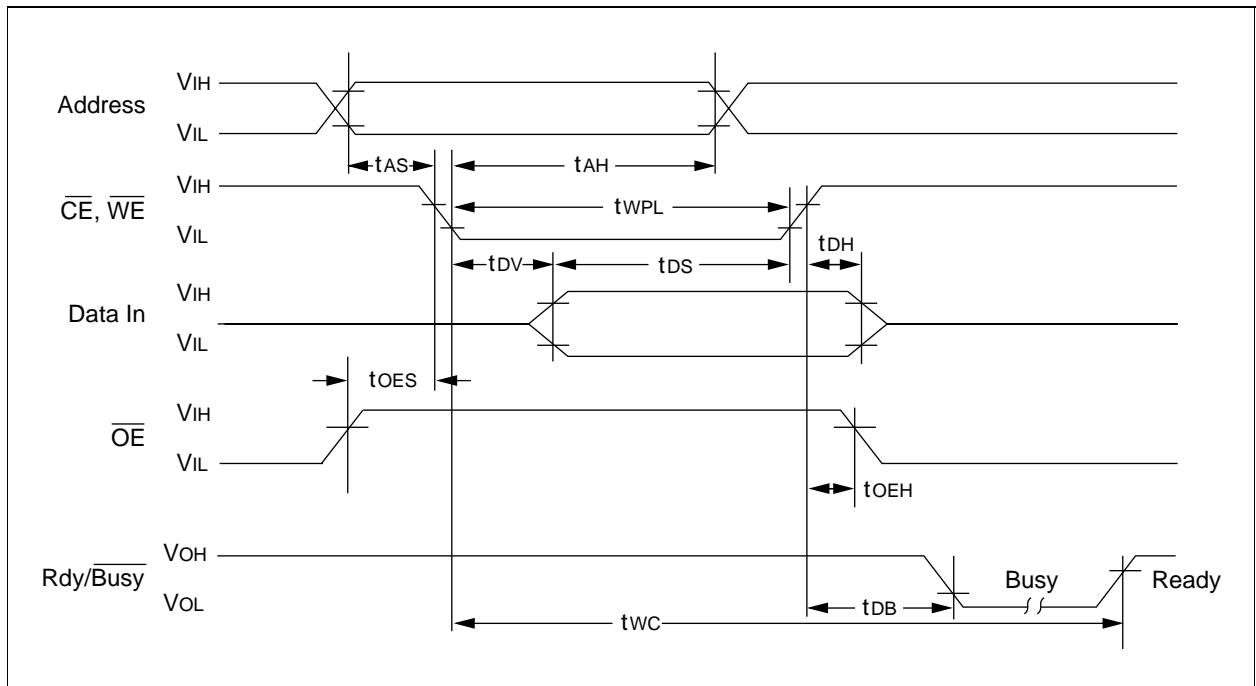 Address
VIH
VIL
tAS
tAH
CE, WE
VIH
VIL
tWPL
tDH
tDV
tDS
Data In
VIH
VIL
tOES
OE
VIH
VIL
tOEH
Rdy/Busy
VOH
VOL
Busy
Ready
tDB
tWC